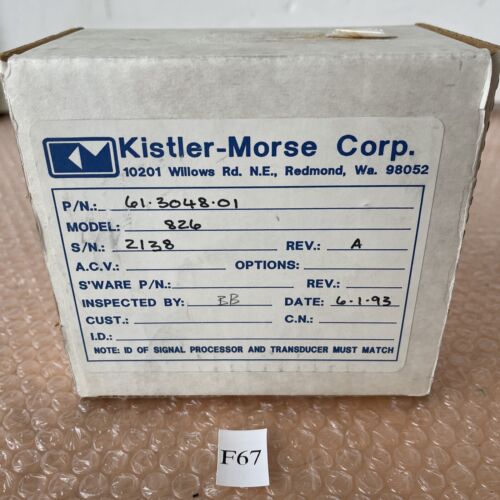 Kistler-Morse Corp.
10201 Willows Rd. N.E., Redmond, Wa. 98052
P/N.: 61-3048-01
MODEL: 826
S/N.: 2138 REV.: A
A.C.V.: OPTIONS:
S'WARE P/N.: REV.:
INSPECTED BY: BB DATE: 6-1-93
CUST.: C.N.:
I.D.:
NOTE: ID OF SIGNAL PROCESSOR AND TRANSDUCER MUST MATCH
F67